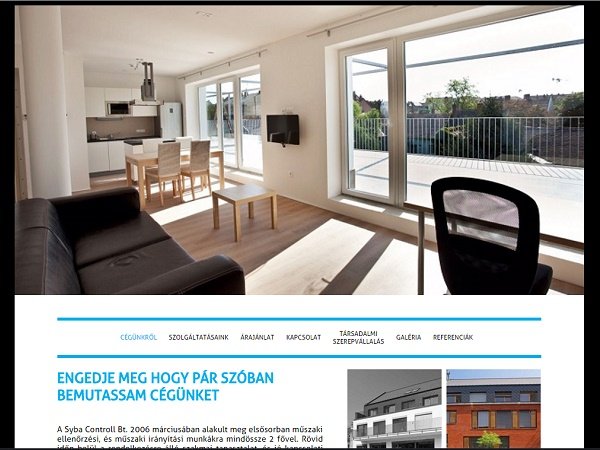 CÉGÜNKRŐL SZOLGÁLTATÁSAINK ÁRAJÁNLAT KAPCSOLAT TÁRSADALMI SZEREPVÁLLALÁS GALÉRIA REFERENCIÁK
ENGEDJE MEG HOGY PÁR SZÓBAN
BEMUTASSAM CÉGÜNKET
A Syba Controll Bt. 2006 márciusában alakult meg elsősorban műszaki
ellenőrzési, és műszaki irányítási munkákra mindössze 2 fővel. Rövid